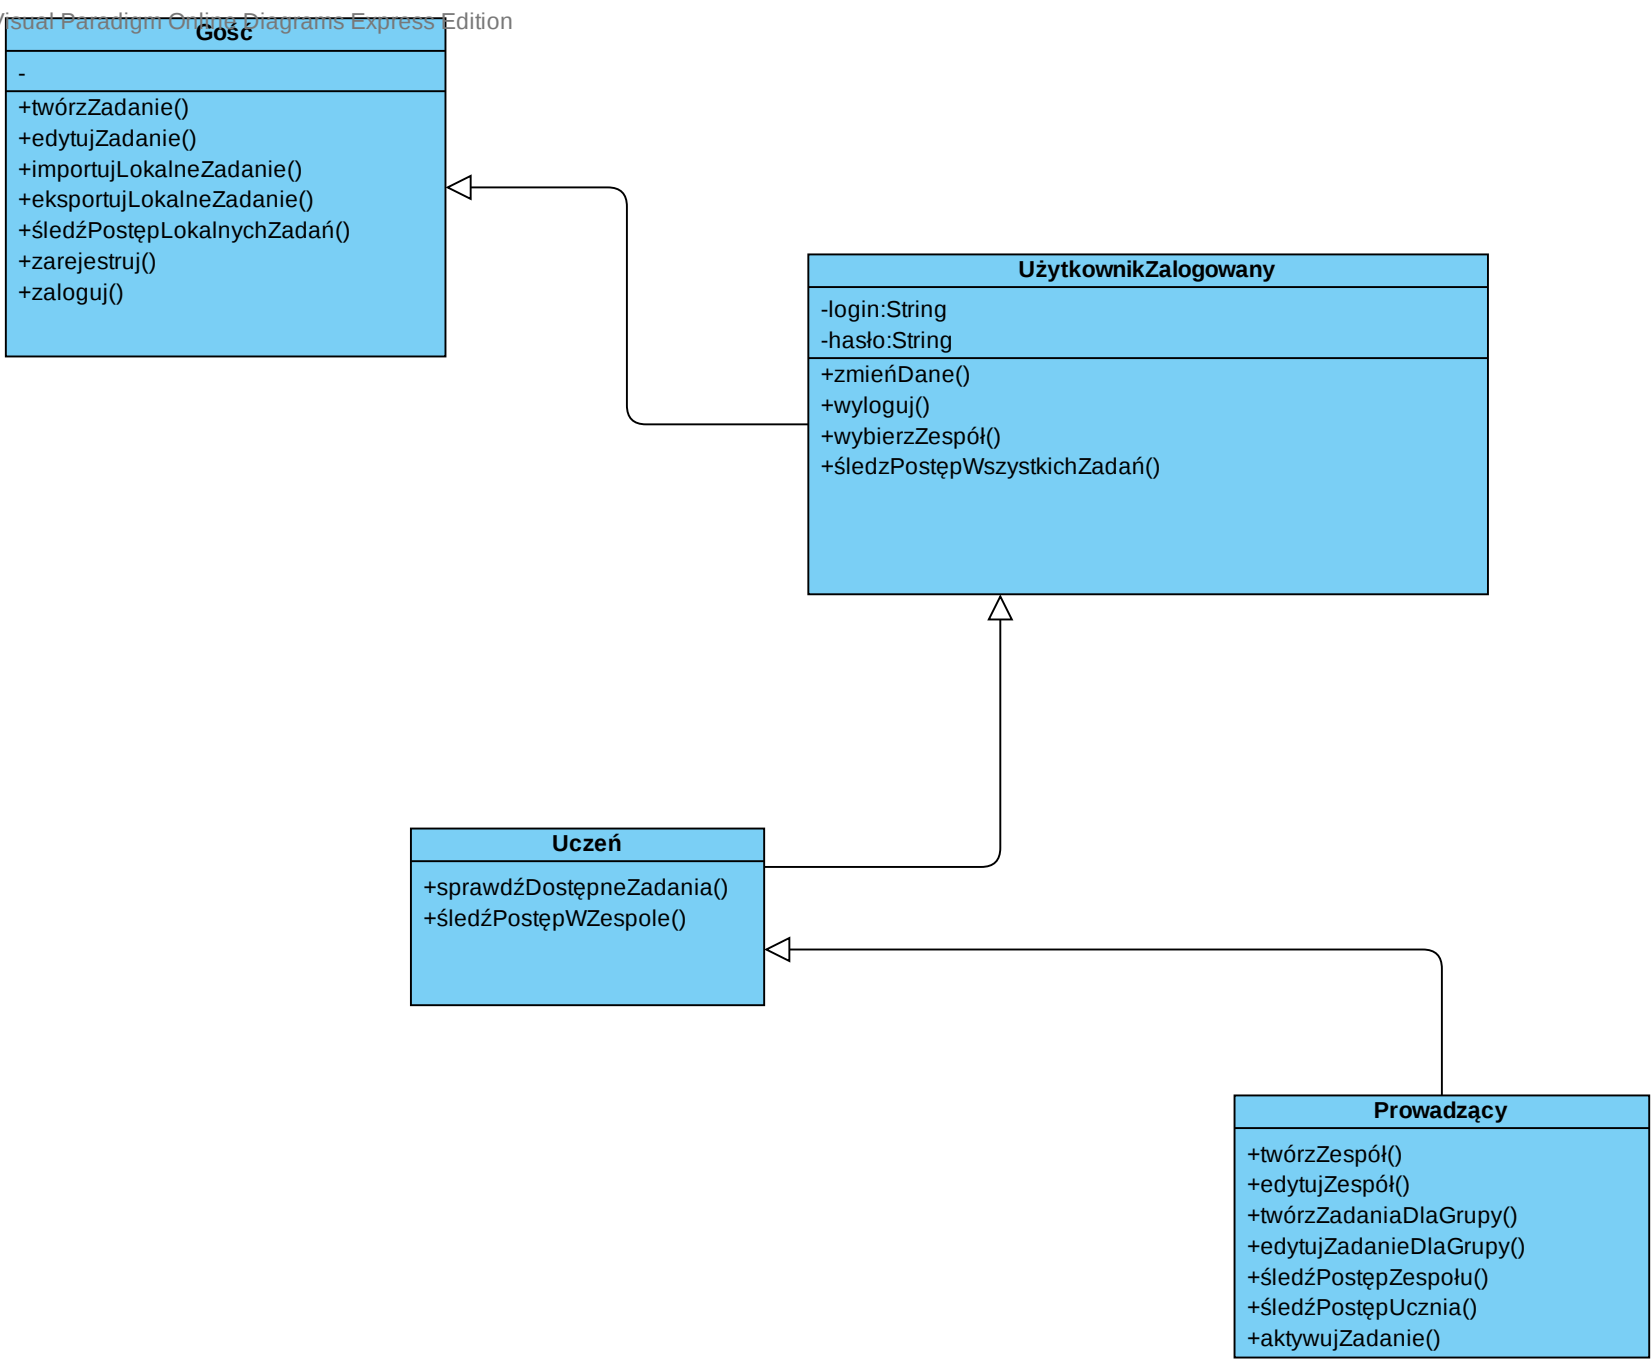 Visual Paradigm Online Diagrams Express Edition
Gość
-
+twórzZadanie()
+edytujZadanie()
+importujLokalneZadanie()
+eksportujLokalneZadanie()
+śledźPostępLokalnychZadań()
+zarejestruj()
+zaloguj()
UżytkownikZalogowany
-login:String
-hasło:String
+zmieńDane()
+wyloguj()
+wybierzZespół()
+śledzPostępWszystkichZadań()
Uczeń
+sprawdźDostępneZadania()
+śledźPostępWZespole()
Prowadzący
+twórzZespół()
+edytujZespół()
+twórzZadaniaDlaGrupy()
+edytujZadanieDlaGrupy()
+śledźPostępZespołu()
+śledźPostępUcznia()
+aktywujZadanie()